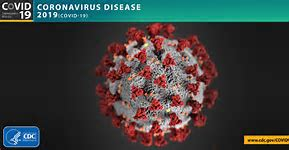 COVID
19
CORONAVIRUS DISEASE
2019 (COVID-19)
CDC
www.cdc.gov/COVID